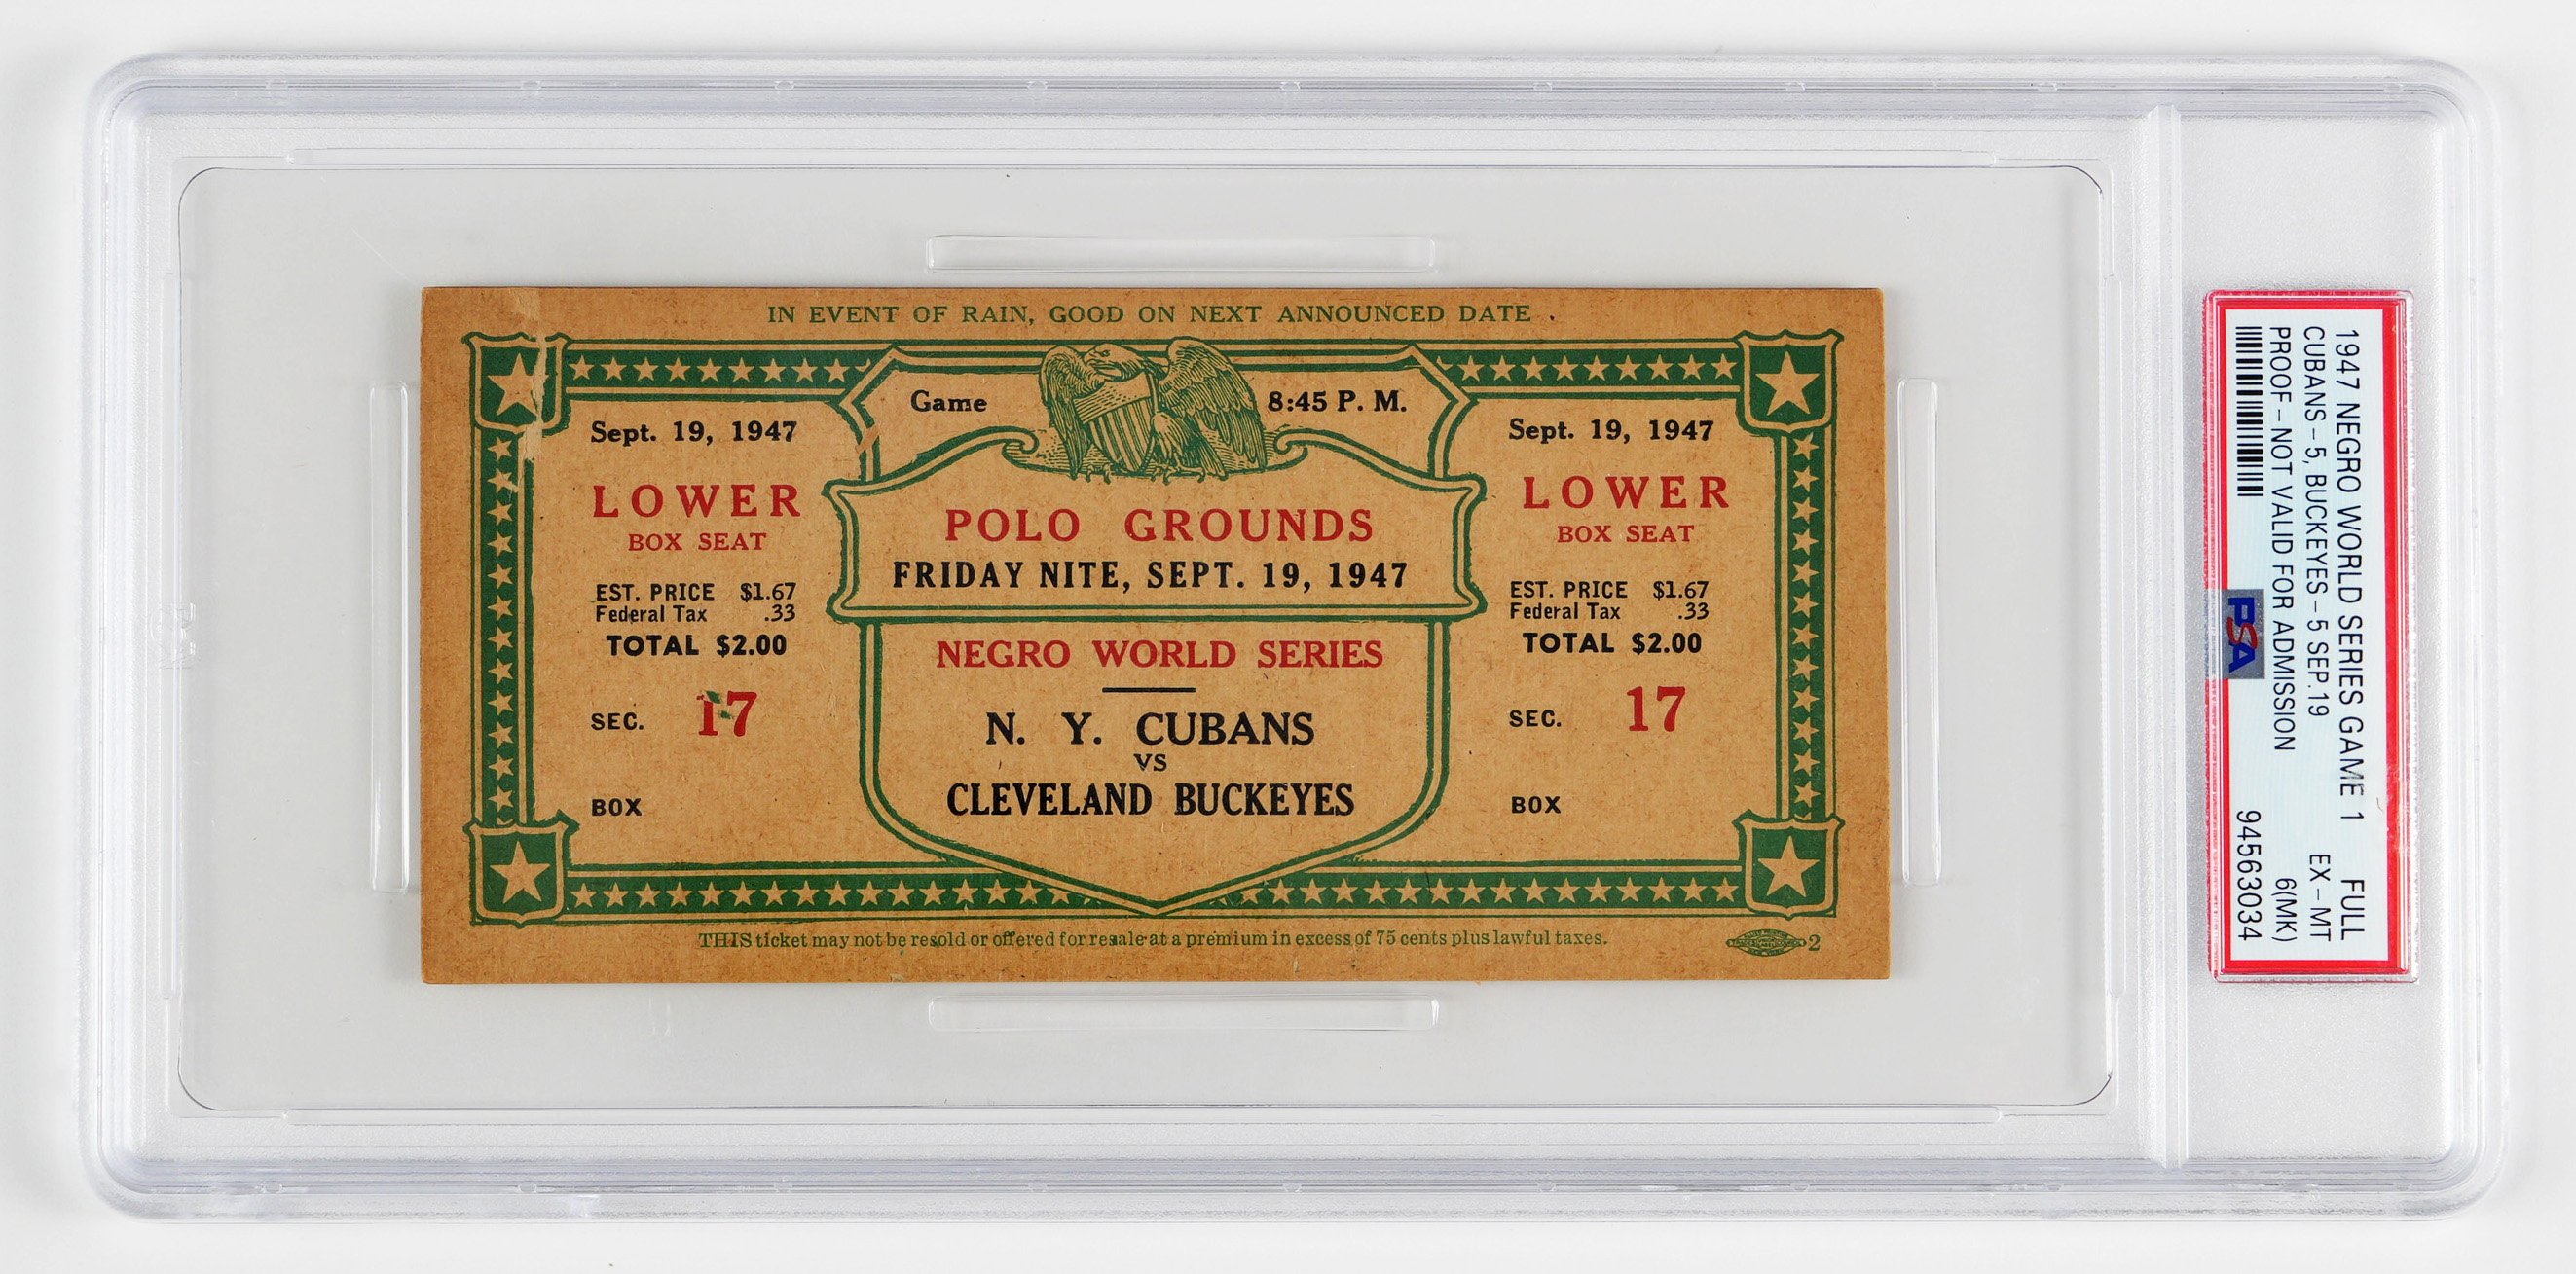 IN EVENT OF RAIN, GOOD ON NEXT ANNOUNCED DATE .
Game 8:45 P. M.
Sept. 19, 1947
LOWER
BOX SEAT
EST. PRICE $1.67
Federal Tax .33
TOTAL $2.00
SEC. 17
BOX
POLO GROUNDS
FRIDAY NITE, SEPT. 19, 1947
NEGRO WORLD SERIES
N. Y. CUBANS
VS
CLEVELAND BUCKEYES
Sept. 19, 1947
LOWER
BOX SEAT
EST. PRICE $1.67
Federal Tax .33
TOTAL $2.00
SEC. 17
BOX
THIS ticket may not be resold or offered for resale at a premium in excess of 75 cents plus lawful taxes.
2
1947 NEGRO WORLD SERIES GAME 1 FULL
CUBANS - 5, BUCKEYES - 5 SEP.19 EX - MT
PROOF - NOT VALID FOR ADMISSION 6(MK)
PSA 94563034